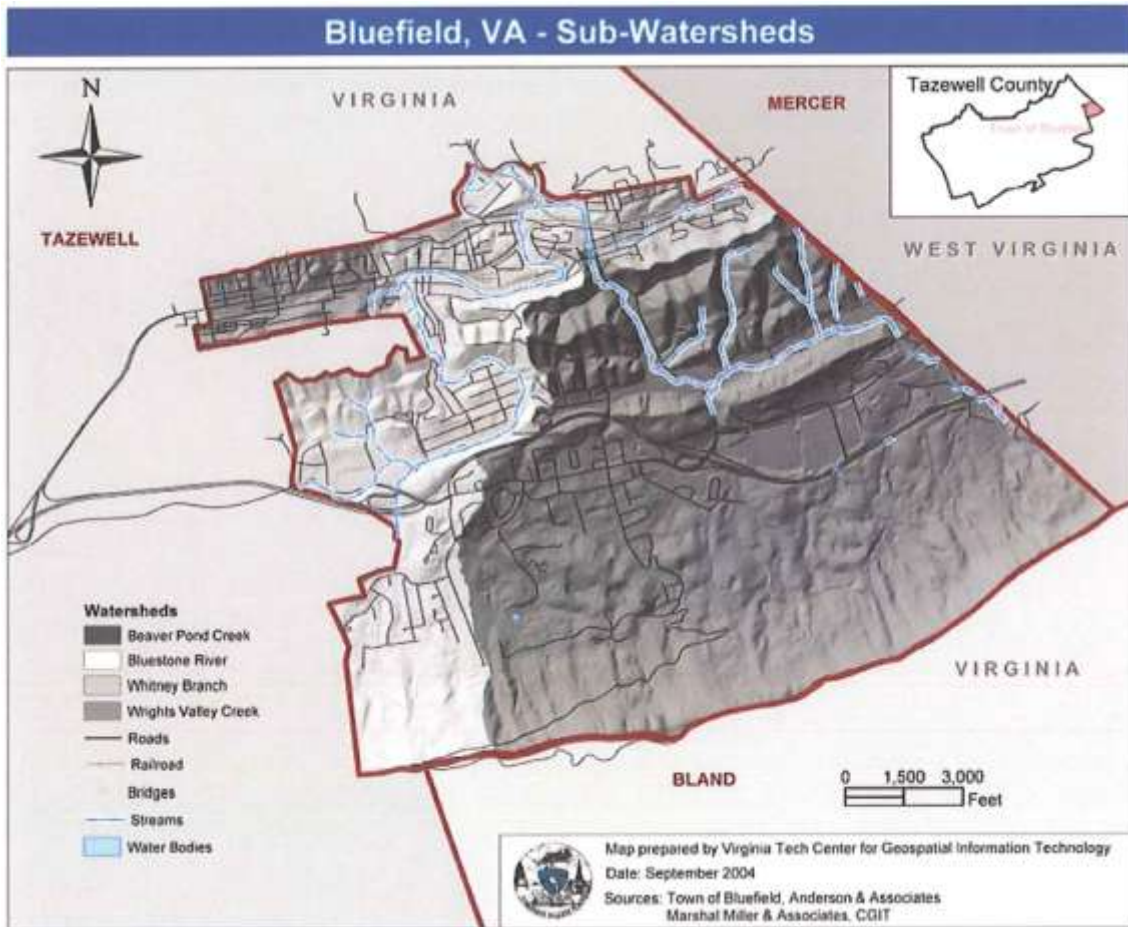 Bluefield, VA - Sub-Watersheds
N
VIRGINIA
MERCER
Tazewell County
Town of Bluefield
TAZEWELL
WEST VIRGINIA
Watersheds
Beaver Pond Creek
Bluestone River
Whitney Branch
Wrights Valley Creek
Roads
Railroad
Bridges
Streams
Water Bodies
VIRGINIA
BLAND
0 1,500 3,000
Feet
Map prepared by Virginia Tech Center for Geospatial Information Technology
Date: September 2004
Sources: Town of Bluefield, Anderson & Associates
Marshal Miller & Associates, CGIT